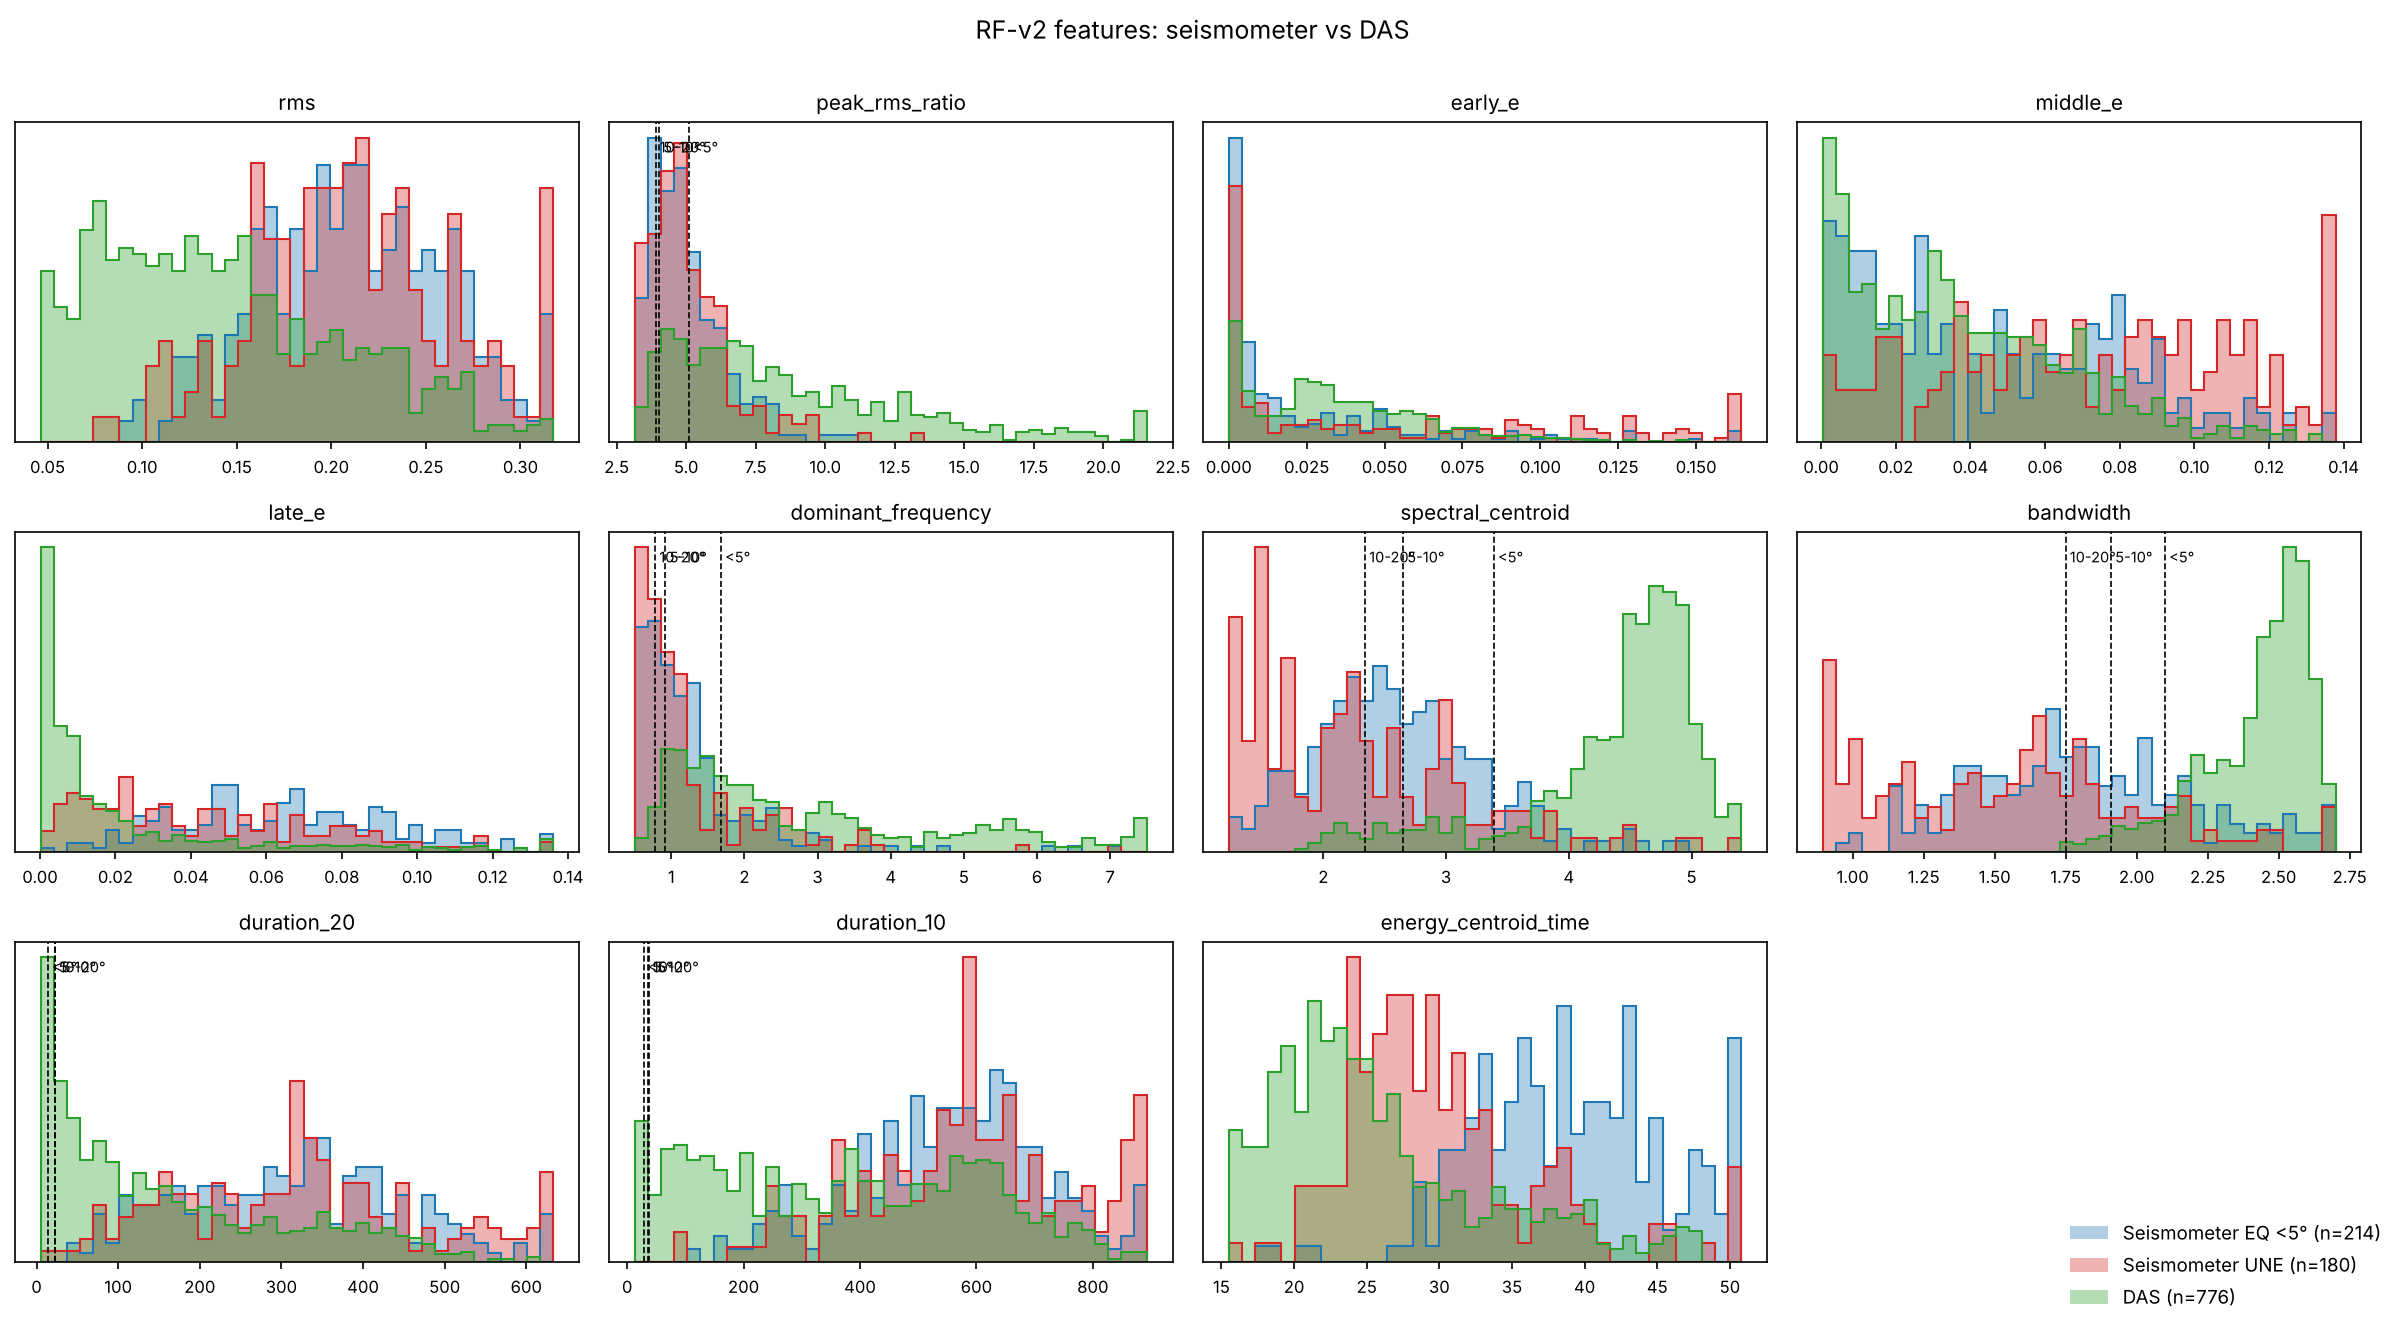 RF-v2 features: seismometer vs DAS
rms
peak_rms_ratio
early_e
middle_e
<5°
0.05 0.10 0.15 0.20 0.25 0.30
2.5 5.0 7.5 10.0 12.5 15.0 17.5 20.0 22.5
0.000 0.025 0.050 0.075 0.100 0.125 0.150
0.00 0.02 0.04 0.06 0.08 0.10 0.12 0.14
late_e
dominant_frequency
spectral_centroid
bandwidth
<5°
10-20° 5-10° <5°
10-20° 5-10° <5°
0.00 0.02 0.04 0.06 0.08 0.10 0.12 0.14
1 2 3 4 5 6 7
2 3 4 5
1.00 1.25 1.50 1.75 2.00 2.25 2.50 2.75
duration_20
duration_10
energy_centroid_time
0 100 200 300 400 500 600
0 200 400 600 800
15 20 25 30 35 40 45 50
Seismometer EQ <5° (n=214)
Seismometer UNE (n=180)
DAS (n=776)